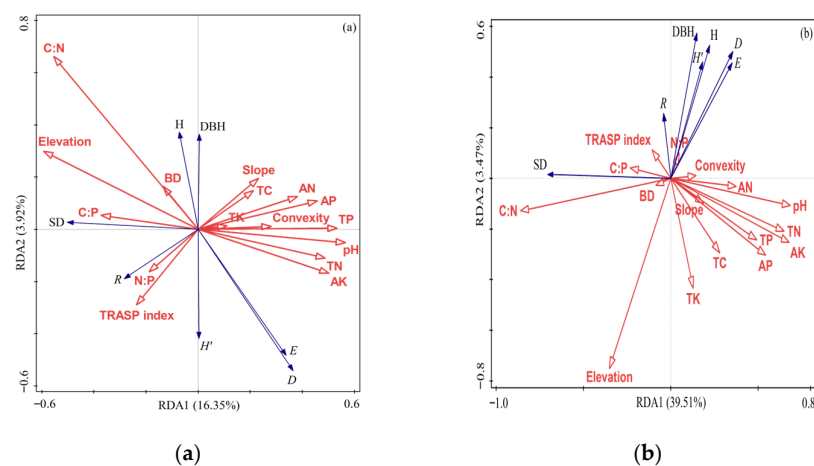 0.8
(a)
C:N
H
DBH
Elevation
Slope
BD
TC
AN
AP
SD
C:P
TK
Convexity
TP
pH
R
N:P
TN
AK
TRASP index
H'
E
D
RDA2 (3.92%)
−0.6
−0.6
RDA1 (16.35%)
0.6
(a)
0.6
(b)
DBH
H
D
H'
E
R
TRASP index
N:P
SD
C:P
Convexity
BD
AN
C:N
Slope
pH
TN
TP
AK
TC
AP
TK
Elevation
RDA2 (3.47%)
−0.8
−1.0
RDA1 (39.51%)
0.8
(b)